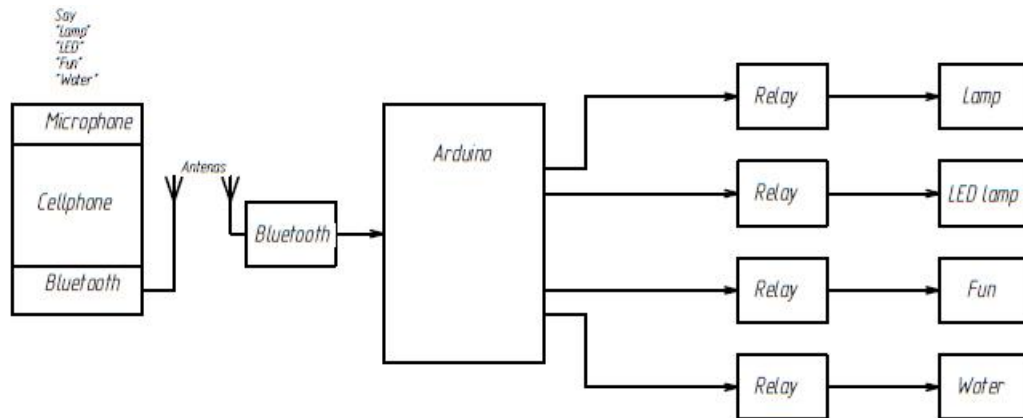 Say
"Lamp"
"LED"
"Fun"
"Water"
Microphone
Cellphone
Bluetooth
Antenas
Bluetooth
Arduino
Relay
Lamp
Relay
LED lamp
Relay
Fun
Relay
Water